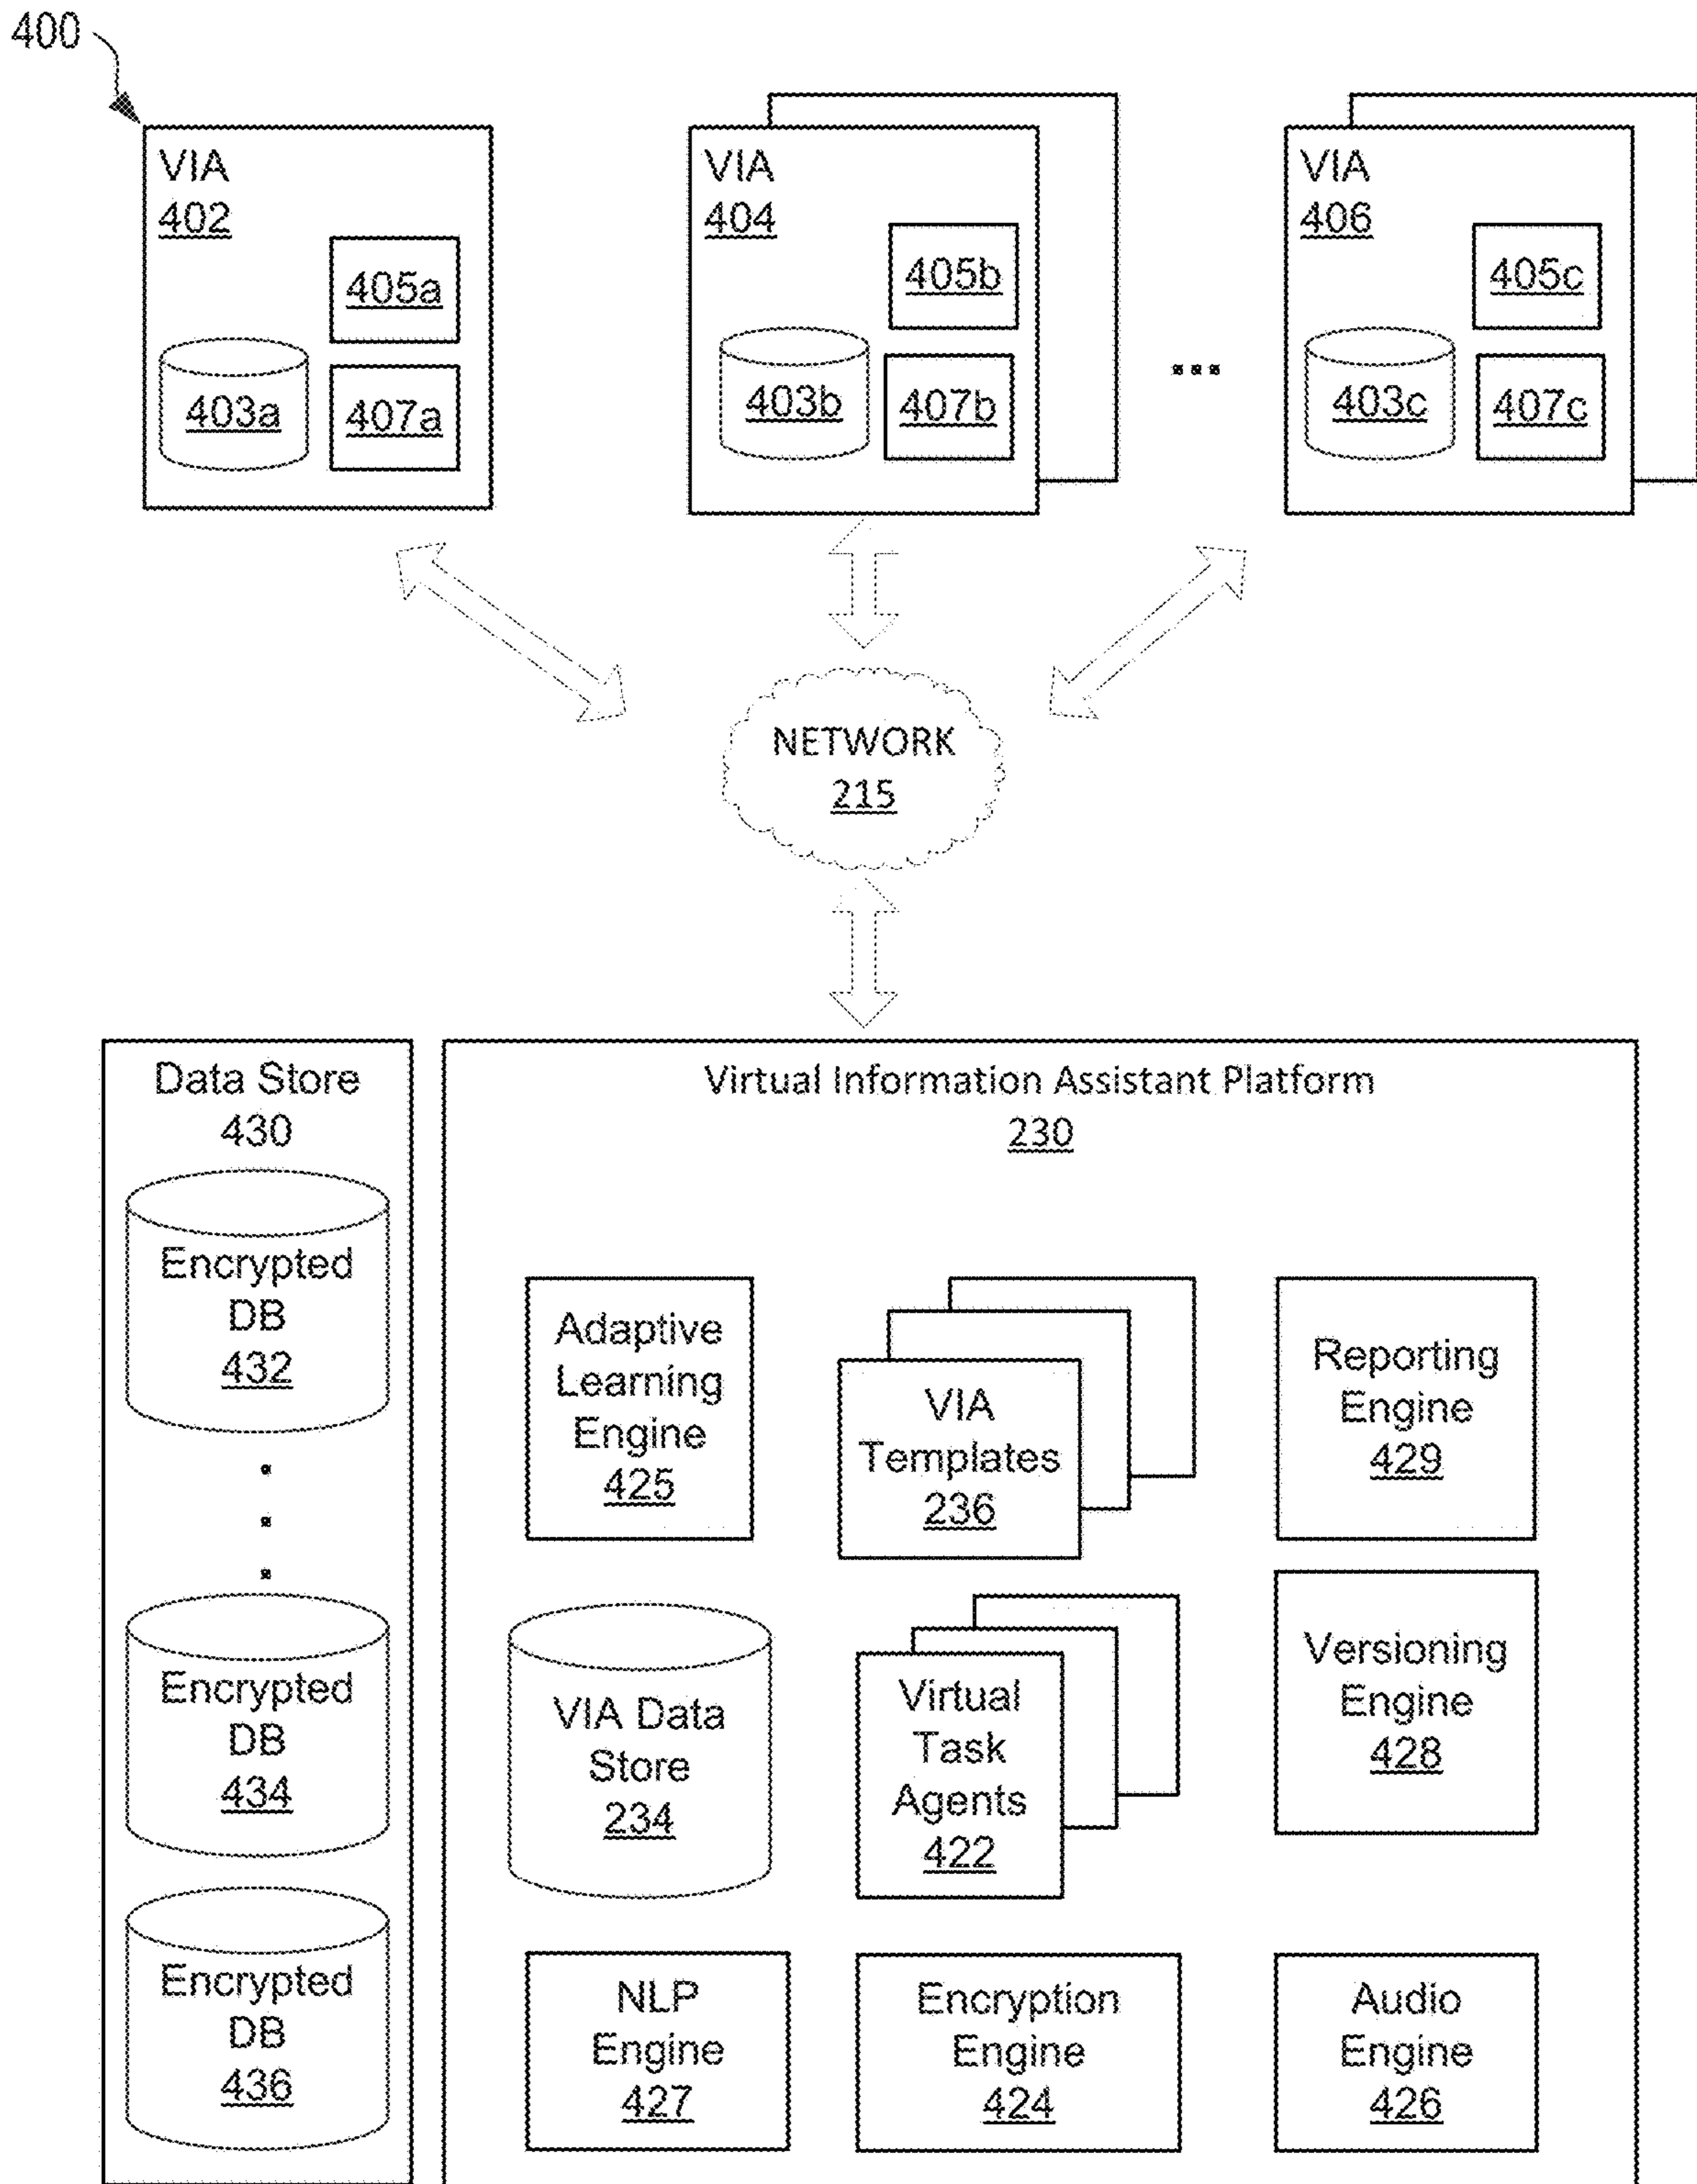 400
VIA
402
405a
403a
407a
VIA
404
405b
403b
407b
...
VIA
406
405c
403c
407c
NETWORK
215
Data Store
430
Encrypted
DB
432
Encrypted
DB
434
Encrypted
DB
436
Virtual Information Assistant Platform
230
Adaptive
Learning
Engine
425
VIA
Templates
236
Reporting
Engine
429
VIA Data
Store
234
Virtual
Task
Agents
422
Versioning
Engine
428
NLP
Engine
427
Encryption
Engine
424
Audio
Engine
426